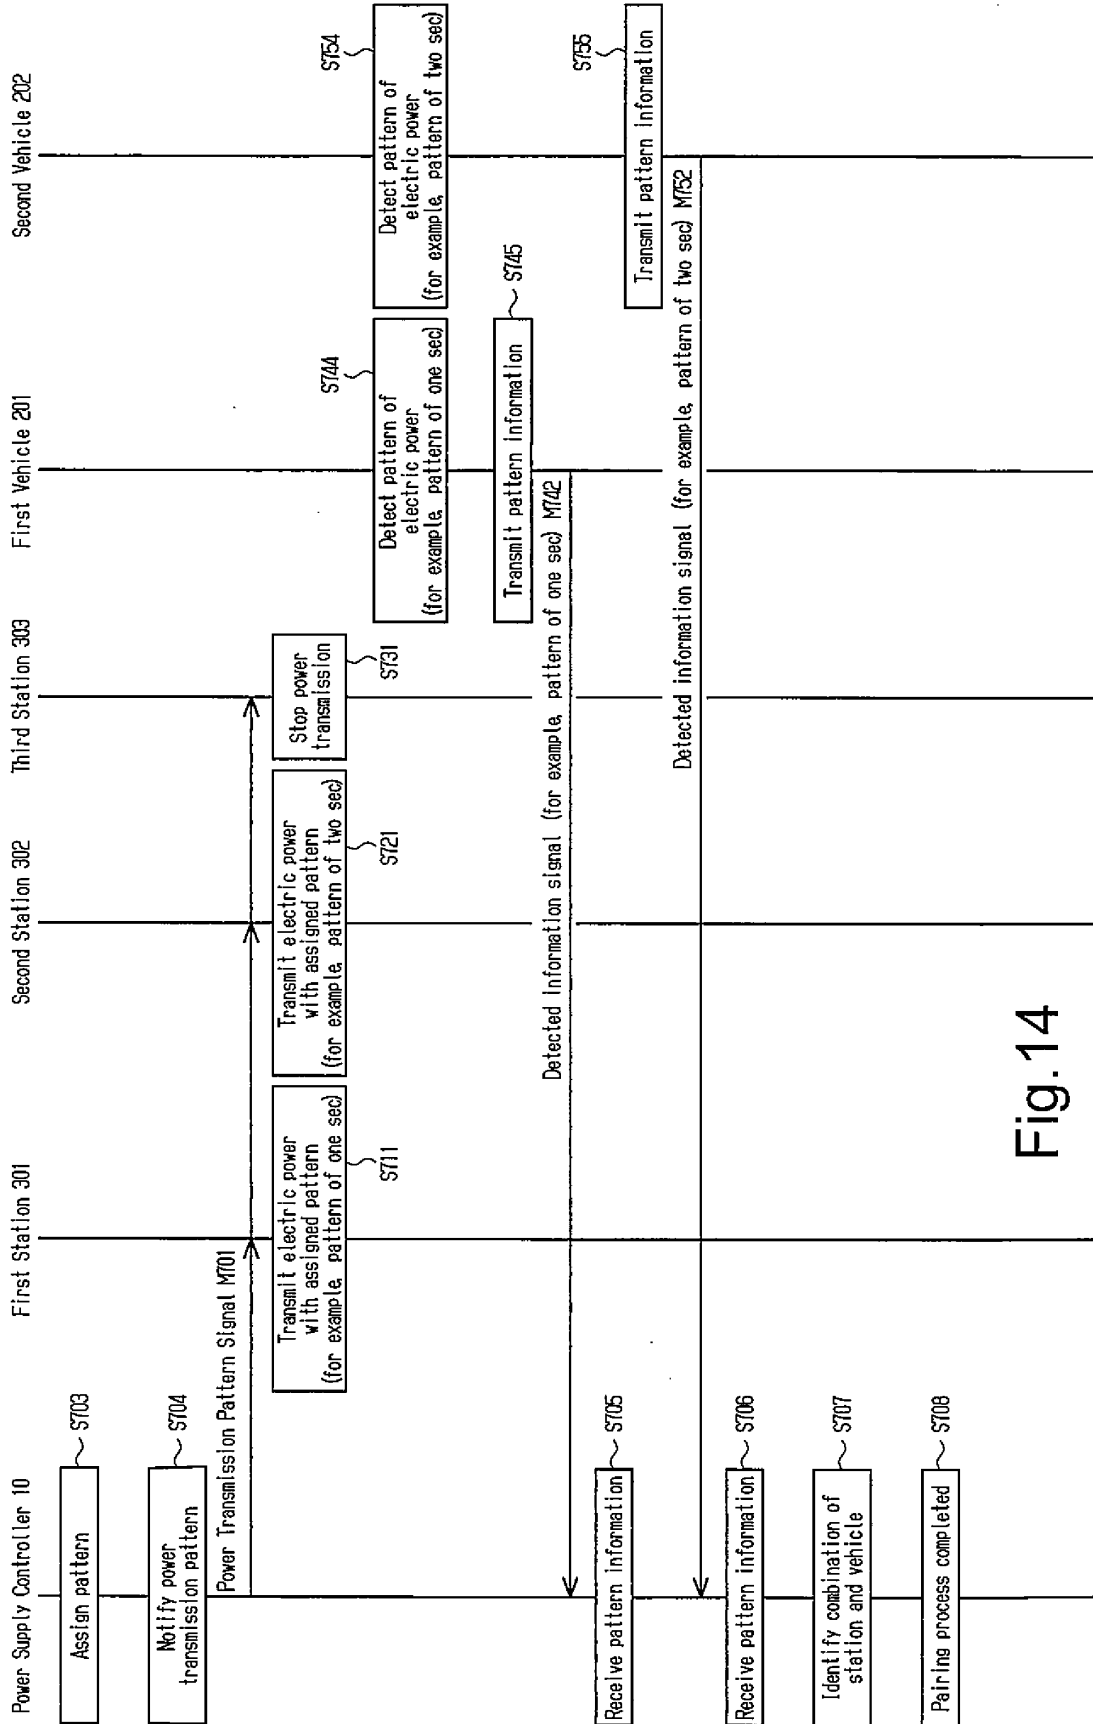 Power Supply Controller 10
First Station 301
Second Station 302
Third Station 303
First Vehicle 201
Second Vehicle 202
Assign pattern
S703
Notify power
transmission pattern
S704
Power Transmission Pattern Signal M701
Transmit electric power
with assigned pattern
(for example, pattern of one sec)
S711
Transmit electric power
with assigned pattern
(for example, pattern of two sec)
S721
Stop power
transmission
S731
Detect pattern of
electric power
(for example, pattern of one sec)
S744
Detect pattern of
electric power
(for example, pattern of two sec)
S754
Transmit pattern information
S745
Detected information signal (for example, pattern of one sec) M742
Receive pattern information
S705
Transmit pattern information
S755
Detected information signal (for example, pattern of two sec) M752
Receive pattern information
S706
Identify combination of
station and vehicle
S707
Pairing process completed
S708
Fig.14